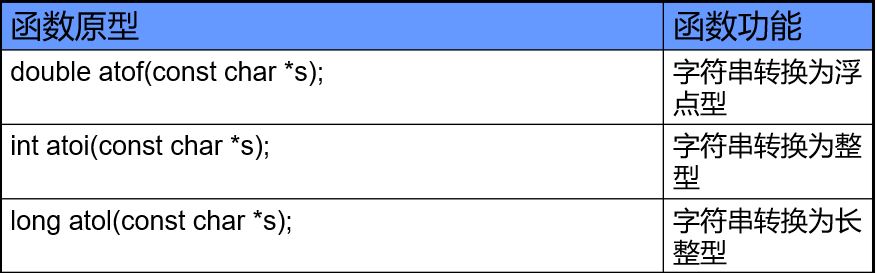 函数原型 函数功能
double atof(const char *s); 字符串转换为浮
点型
int atoi(const char *s); 字符串转换为整
型
long atol(const char *s); 字符串转换为长
整型